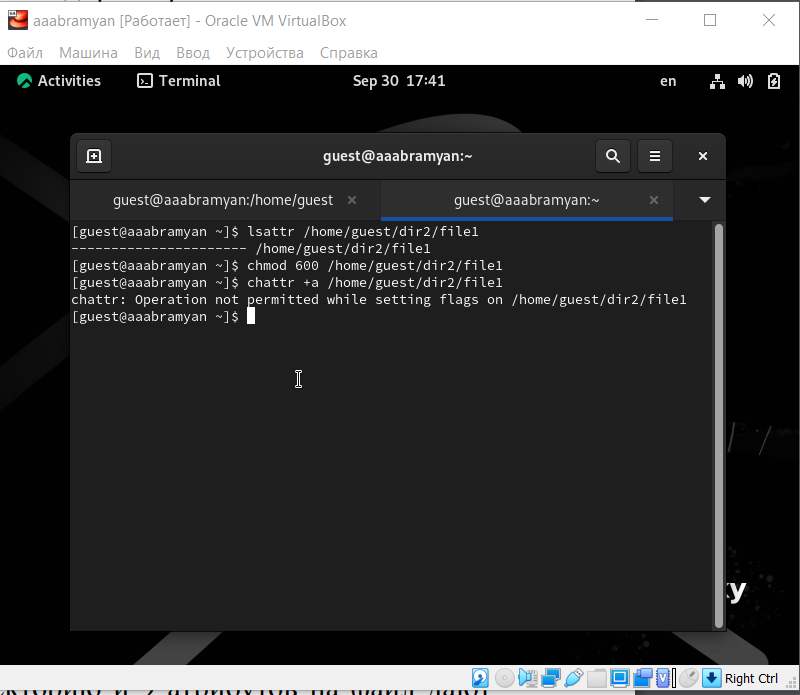 aaabramyan [Работает] - Oracle VM VirtualBox
Файл Машина Вид Ввод Устройства Справка
Activities Terminal Sep 30 17:41 en
guest@aaabramyan:~
guest@aaabramyan:/home/guest guest@aaabramyan:~
[guest@aaabramyan ~]$ lsattr /home/guest/dir2/file1
---------------------- /home/guest/dir2/file1
[guest@aaabramyan ~]$ chmod 600 /home/guest/dir2/file1
[guest@aaabramyan ~]$ chattr +a /home/guest/dir2/file1
chattr: Operation not permitted while setting flags on /home/guest/dir2/file1
[guest@aaabramyan ~]$
Right Ctrl